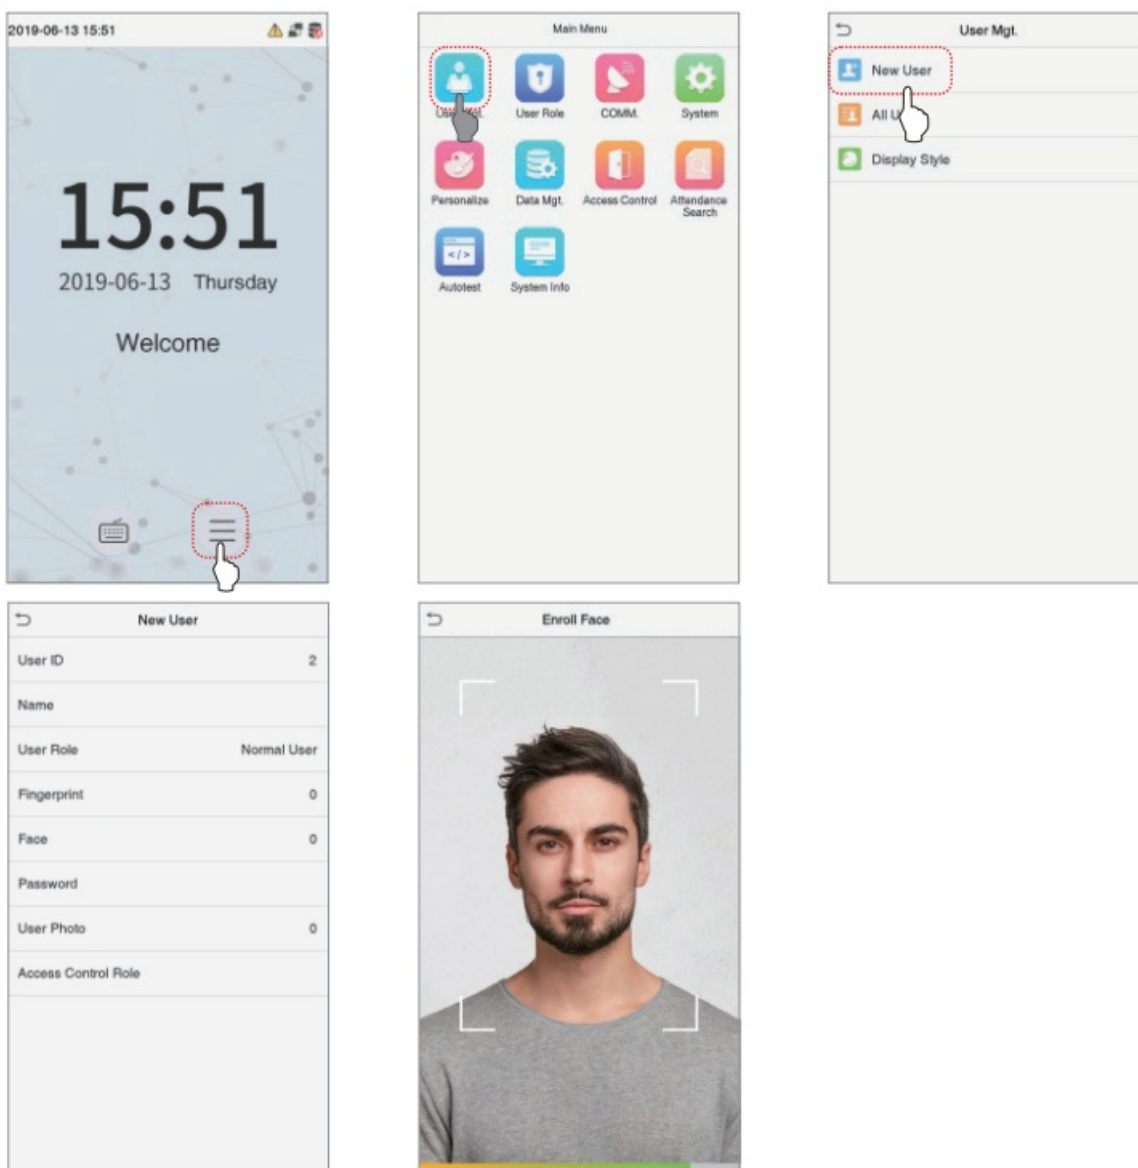 2019-06-13 15:51
15:51
2019-06-13 Thursday
Welcome
Main Menu
User Role
COMM.
System
Personalize
Data Mgt.
Access Control
Attendance
Search
Autotest
System Info
User Mgt.
New User
All U
Display Style
New User
User ID 2
Name
User Role Normal User
Fingerprint 0
Face 0
Password
User Photo 0
Access Control Role
Enroll Face